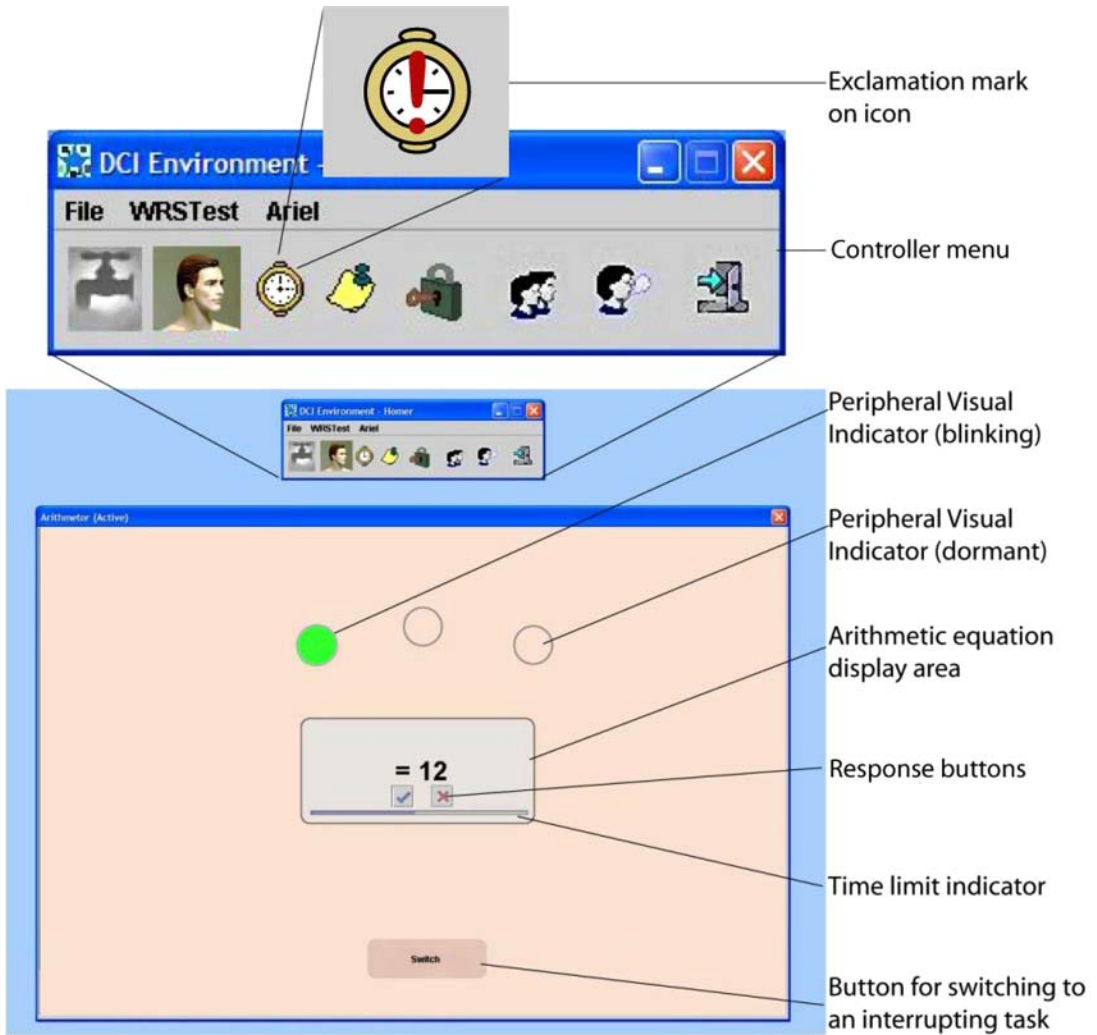 Exclamation mark
on icon
DCI Environment -
File WRSTest Ariel
Controller menu
Peripheral Visual
Indicator (blinking)
DCI Environment - Homer
File WRSTest Ariel
Arithmetor (Active)
Peripheral Visual
Indicator (dormant)
Arithmetic equation
display area
= 12
Response buttons
Time limit indicator
Switch
Button for switching to
an interrupting task